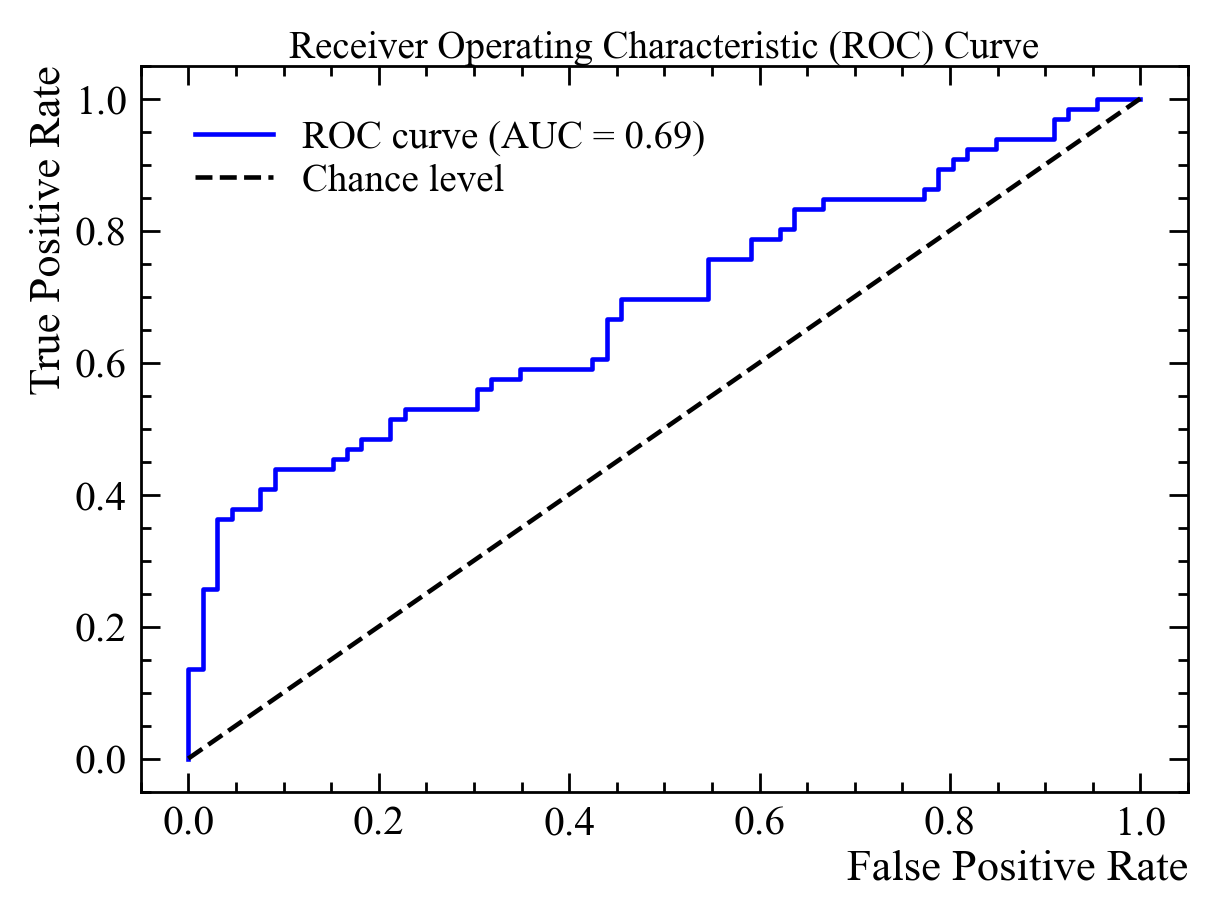 Receiver Operating Characteristic (ROC) Curve
True Positive Rate
1.0
0.8
0.6
0.4
0.2
0.0
ROC curve (AUC = 0.69)
Chance level
0.0 0.2 0.4 0.6 0.8 1.0
False Positive Rate